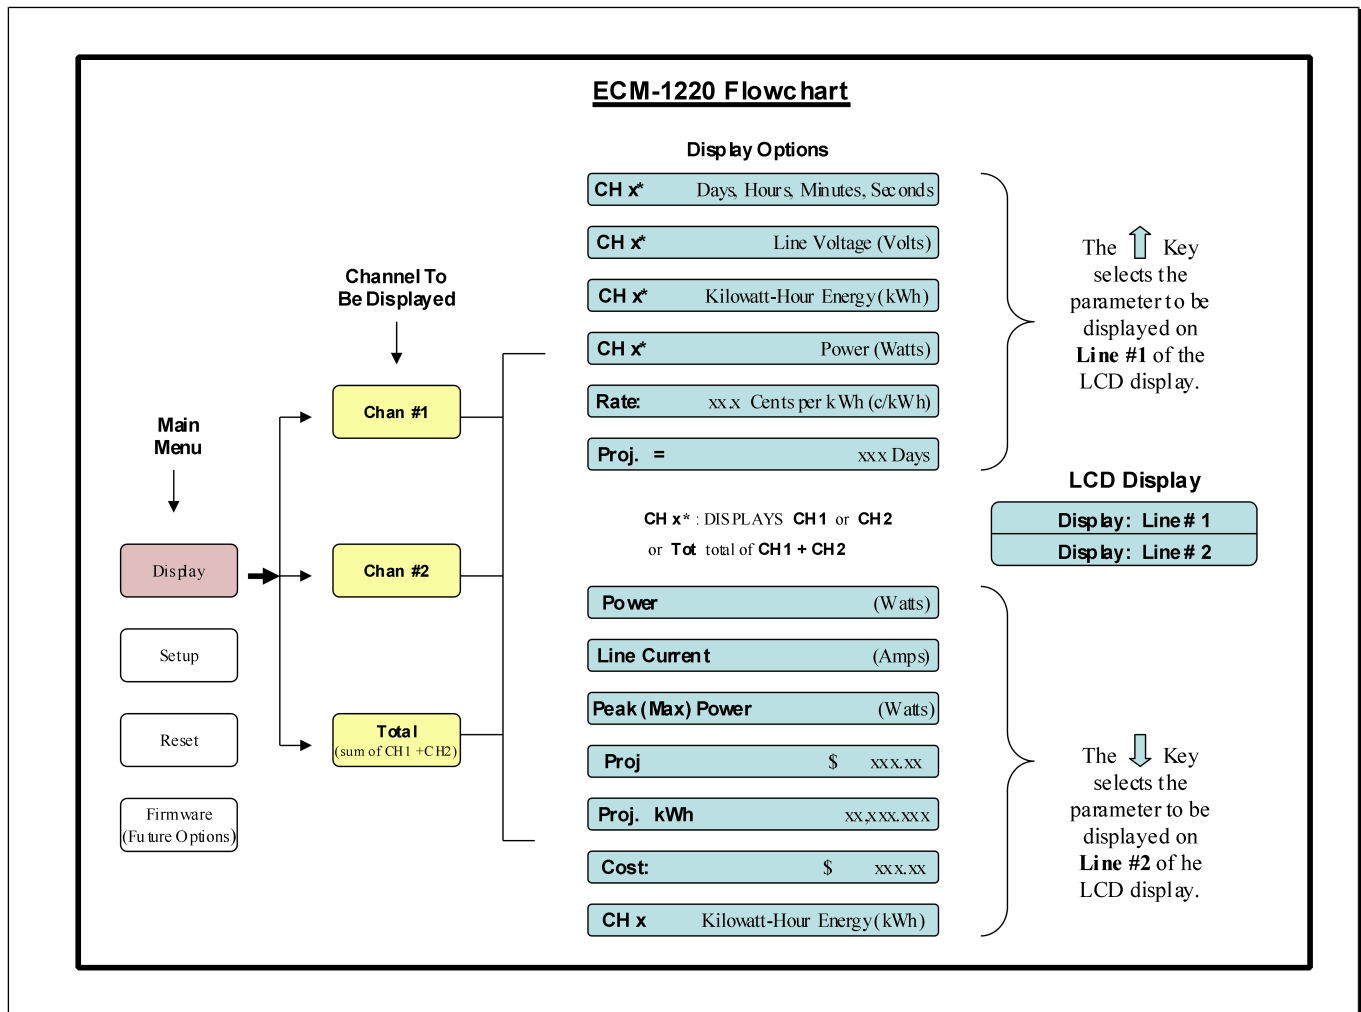 ECM-1220 Flowchart
Display Options
CH x* Days, Hours, Minutes, Seconds
CH x* Line Voltage (Volts)
CH x* Kilowatt-Hour Energy (kWh)
CH x* Power (Watts)
Rate: xx.x Cents per kWh (c/kWh)
Proj. = xxx Days
The Key
selects the
parameter to be
displayed on
Line #1 of the
LCD display.
Channel To
Be Displayed
Chan #1
Chan #2
Total
(sum of CH1 +CH2)
Main
Menu
Display
Setup
Reset
Firmware
(Future Options)
CH x* : DISPLAYS CH1 or CH2
or Tot total of CH1 + CH2
LCD Display
Display: Line # 1
Display: Line # 2
Power (Watts)
Line Current (Amps)
Peak (Max) Power (Watts)
Proj $ xxx.xx
Proj. kWh xx,xxx.xxx
Cost: $ xxx.xx
CH x Kilowatt-Hour Energy (kWh)
The Key
selects the
parameter to be
displayed on
Line #2 of he
LCD display.